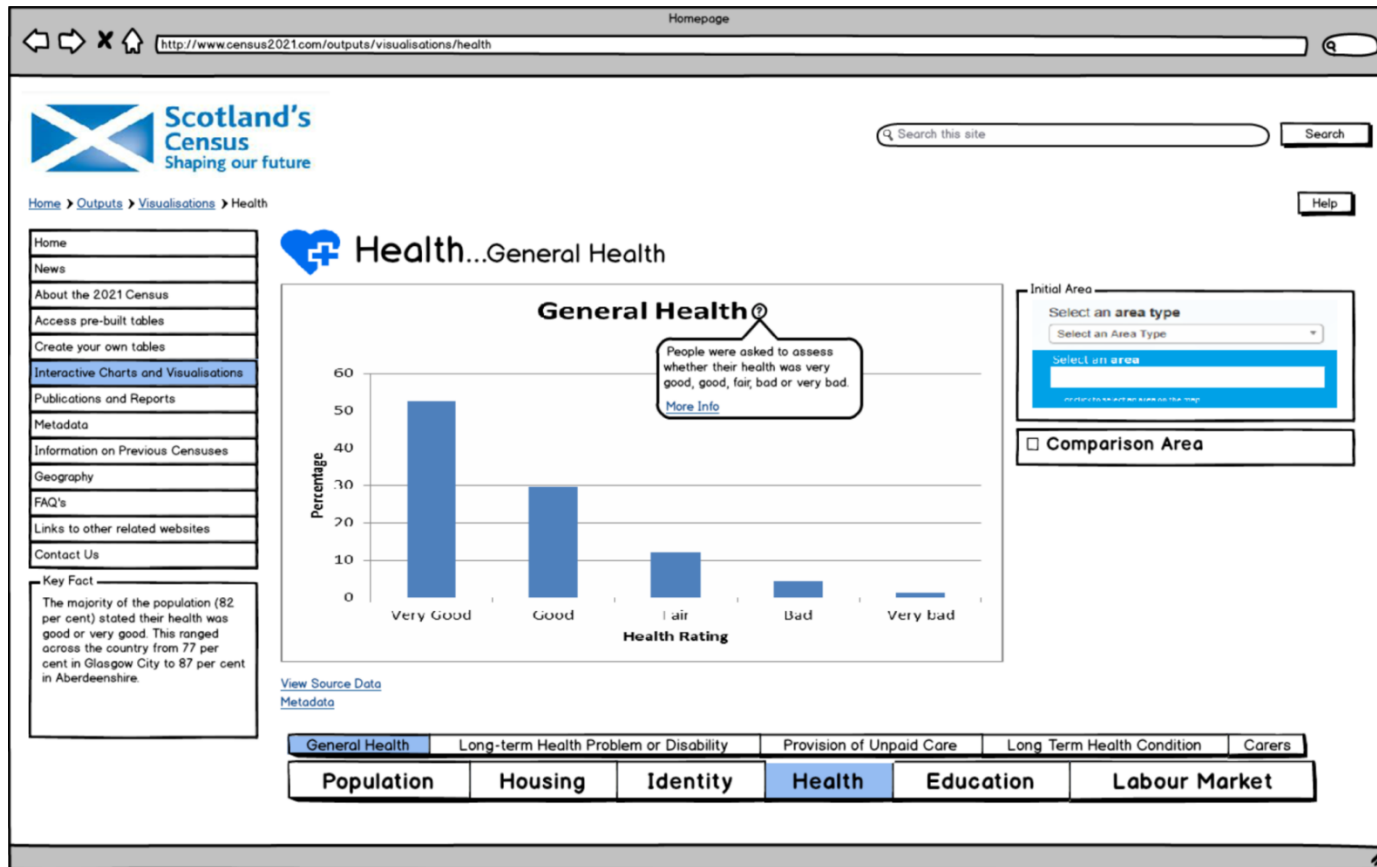 Homepage
http://www.census2021.com/outputs/visualisations/health
Scotland's
Census
Shaping our future
Search this site
Search
Home > Outputs > Visualisations > Health
Help
Home
News
About the 2021 Census
Access pre-built tables
Create your own tables
Interactive Charts and Visualisations
Publications and Reports
Metadata
Information on Previous Censuses
Geography
FAQ's
Links to other related websites
Contact Us
Key Fact
The majority of the population (82
per cent) stated their health was
good or very good. This ranged
across the country from 77 per
cent in Glasgow City to 87 per cent
in Aberdeenshire.
Health...General Health
General Health ?
People were asked to assess
whether their health was very
good, good, fair, bad or very bad.
More Info
60
50
40
30
20
10
0
Percentage
Very Good Good Fair Bad Very bad
Health Rating
View Source Data
Metadata
Initial Area
Select an area type
Select an Area Type
Select an area
Comparison Area
General Health Long-term Health Problem or Disability Provision of Unpaid Care Long Term Health Condition Carers
Population Housing Identity Health Education Labour Market